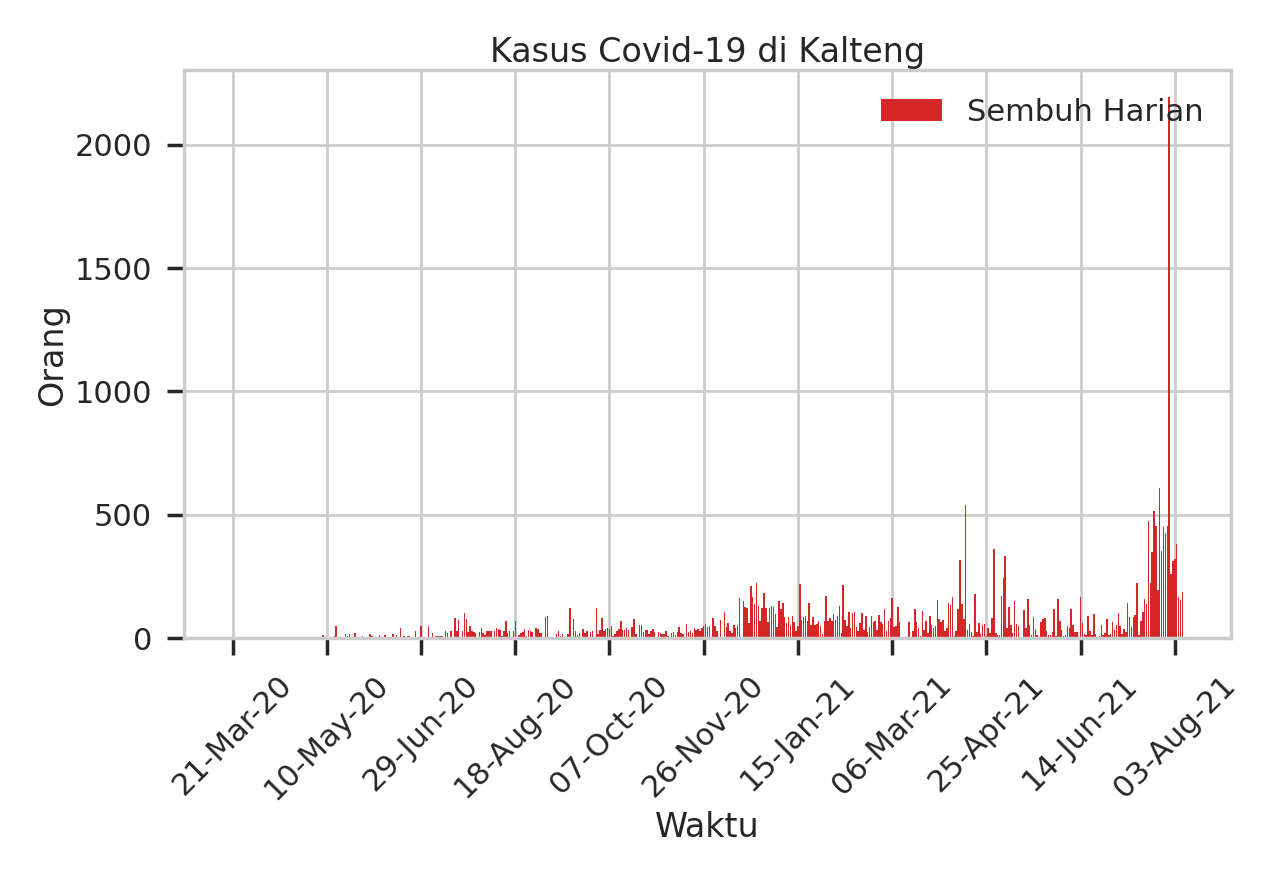 Kasus Covid-19 di Kalteng
Sembuh Harian
Orang
2000
1500
1000
500
0
21-Mar-20
10-May-20
29-Jun-20
18-Aug-20
07-Oct-20
26-Nov-20
15-Jan-21
06-Mar-21
25-Apr-21
14-Jun-21
03-Aug-21
Waktu